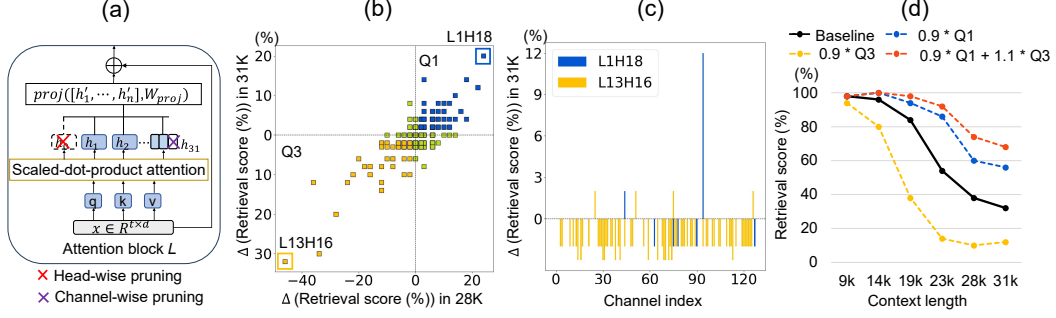 (a)
proj([h′1, ⋯, h′n], Wproj)
h1
h2
...
h31
Scaled-dot-product attention
q
k
v
x ∈ R^t×d
Attention block L
Head-wise pruning
Channel-wise pruning
(b)
(%)
L1H18
Q1
Q3
L13H16
20
10
0
10
20
30
−40
−20
0
20
Δ (Retrieval score (%)) in 31K
Δ (Retrieval score (%)) in 28K
(c)
(%)
L1H18
L13H16
12
9
6
3
0
3
0
30
60
90
130
Δ (Retrieval score (%)) in 31K
Channel index
(d)
Baseline
0.9 * Q1
0.9 * Q3
0.9 * Q1 + 1.1 * Q3
(%)
100
80
60
40
20
0
9k 14k 19k 23k 28k 31k
Retrieval score (%)
Context length